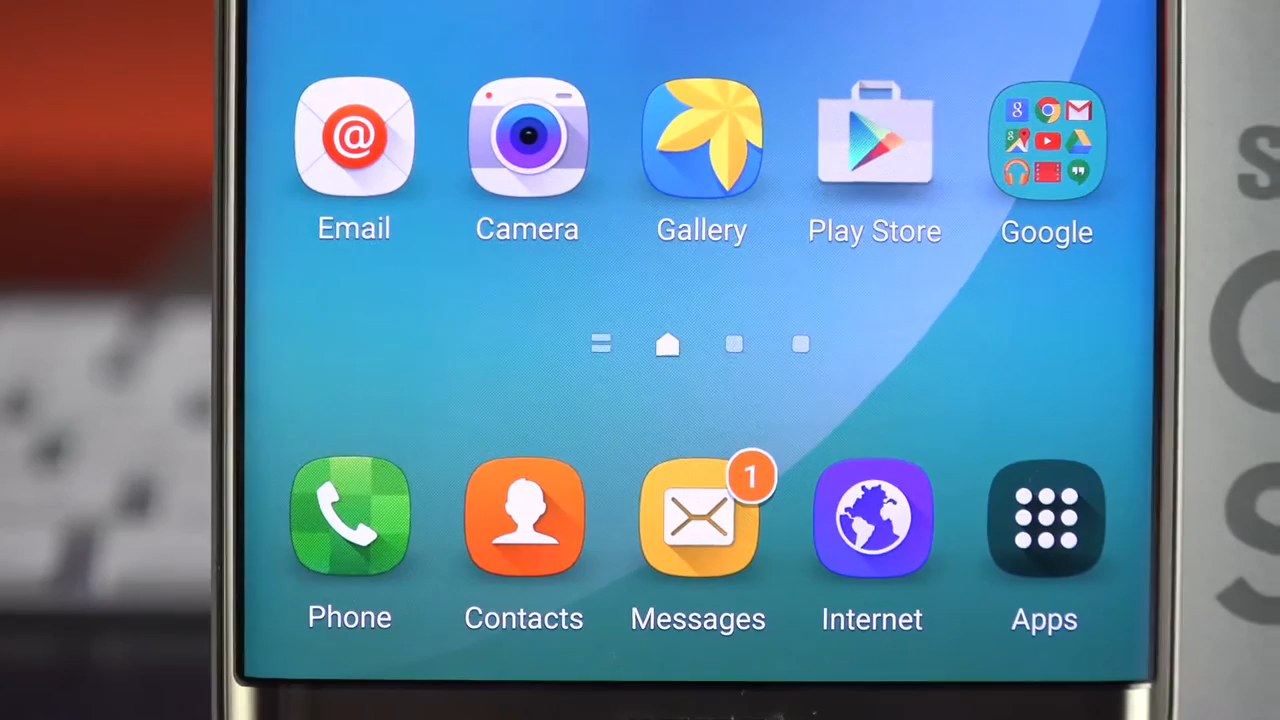 @
Email
Camera
Gallery
Play Store
Google
1
Phone
Contacts
Messages
Internet
Apps